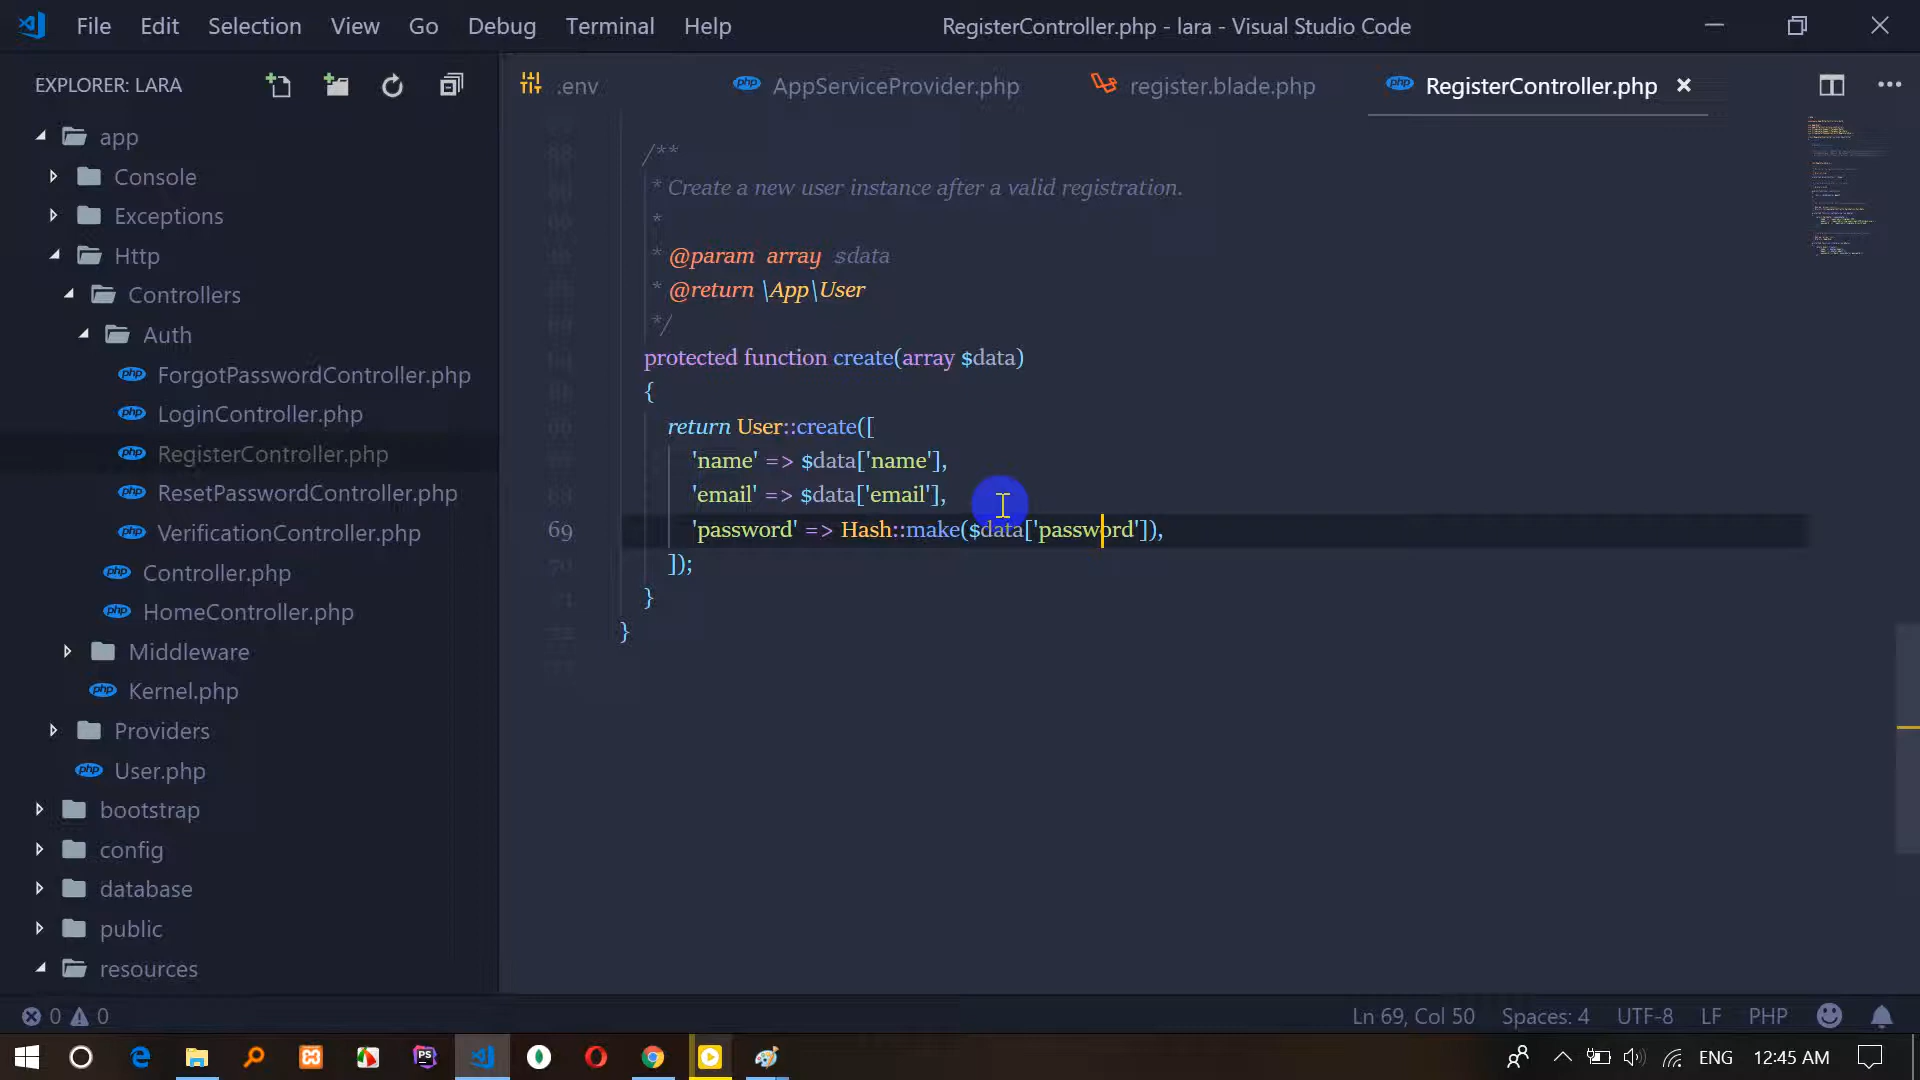 File Edit Selection View Go Debug Terminal Help RegisterController.php - lara - Visual Studio Code
EXPLORER: LARA
.env AppServiceProvider.php register.blade.php RegisterController.php
app
Console
Exceptions
Http
Controllers
Auth
ForgotPasswordController.php
LoginController.php
RegisterController.php
ResetPasswordController.php
VerificationController.php
Controller.php
HomeController.php
Middleware
Kernel.php
Providers
User.php
bootstrap
config
database
public
resources
/**
* Create a new user instance after a valid registration.
*
* @param array $data
* @return \App\User
*/
protected function create(array $data)
{
return User::create([
'name' => $data['name'],
'email' => $data['email'],
69 'password' => Hash::make($data['password']),
]);
}
}
0 0 Ln 69, Col 50 Spaces: 4 UTF-8 LF PHP
PS ENG 12:45 AM